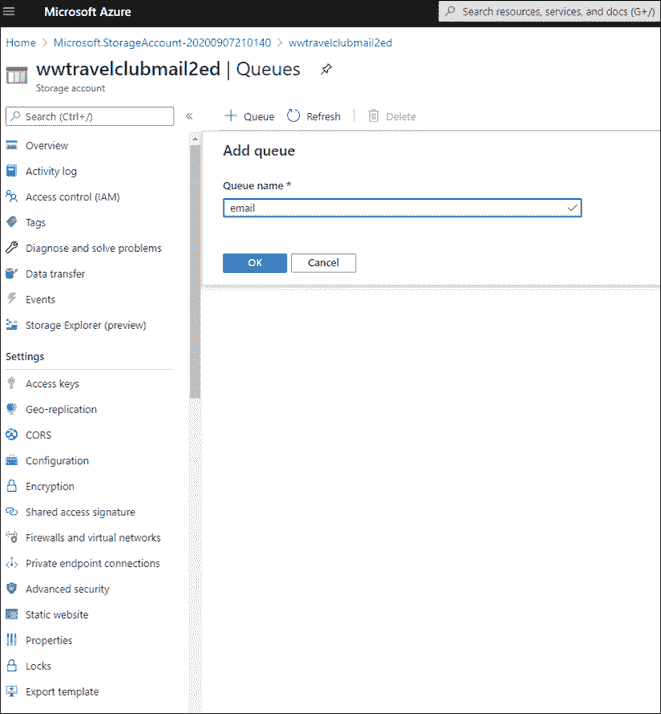 Microsoft Azure
Search resources, services, and docs (G+/)
Home > Microsoft.StorageAccount-20200907210140 > wwtravelclubmail2ed
wwtravelclubmail2ed | Queues
Storage account
Search (Ctrl+/)
«
+ Queue
Refresh
Delete
Overview
Activity log
Access control (IAM)
Tags
Diagnose and solve problems
Data transfer
Events
Storage Explorer (preview)
Settings
Access keys
Geo-replication
CORS
Configuration
Encryption
Shared access signature
Firewalls and virtual networks
Private endpoint connections
Advanced security
Static website
Properties
Locks
Export template
Add queue
Queue name *
email
OK
Cancel